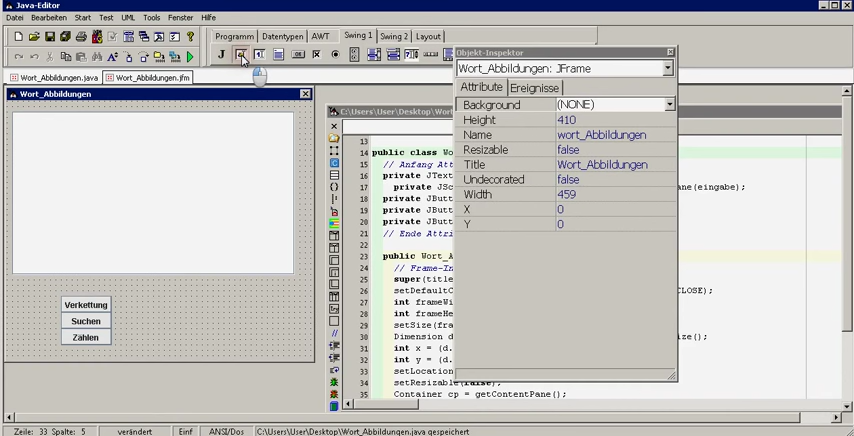 Java-Editor
Datei Bearbeiten Start Test UML Tools Fenster Hilfe
Programm Datentypen AWT Swing 1 Swing 2 Layout
Wort_Abbildungen.java Wort_Abbildungen.jfm
Wort_Abbildungen
Verkettung
Suchen
Zählen
C:\Users\User\Desktop\Wort_Abb
13
14 public class Wo
15 // Anfang Att
16 private JText
17 private JSc ane(eingabe);
18 private JButt
19 private JButt
20 private JButt
21 // Ende Attri
22
23 public Wort_A
24 // Frame-In
25 super(title
26 setDefaultC CLOSE);
27 int frameWi
28 int frameHe
29 setSize(fra
30 Dimension d ize();
31 int x = (d.
32 int y = (d.
33 setLocation
34 setResizable(false);
35 Container cp = getContentPane();
Objekt-Inspektor
Wort_Abbildungen: JFrame
Attribute Ereignisse
Background (NONE)
Height 410
Name wort_Abbildungen
Resizable false
Title Wort_Abbildungen
Undecorated false
Width 459
X 0
Y 0
Zeile: 33 Spalte: 5 verändert Einf ANSI/Dos C:\Users\User\Desktop\Wort_Abbildungen.java gespeichert